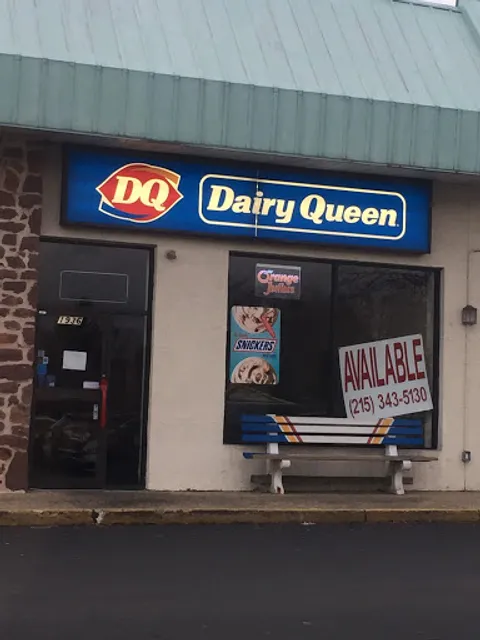 DQ
Dairy Queen
Orange
Julius
SNICKERS
1936
AVAILABLE
(215) 343-5130